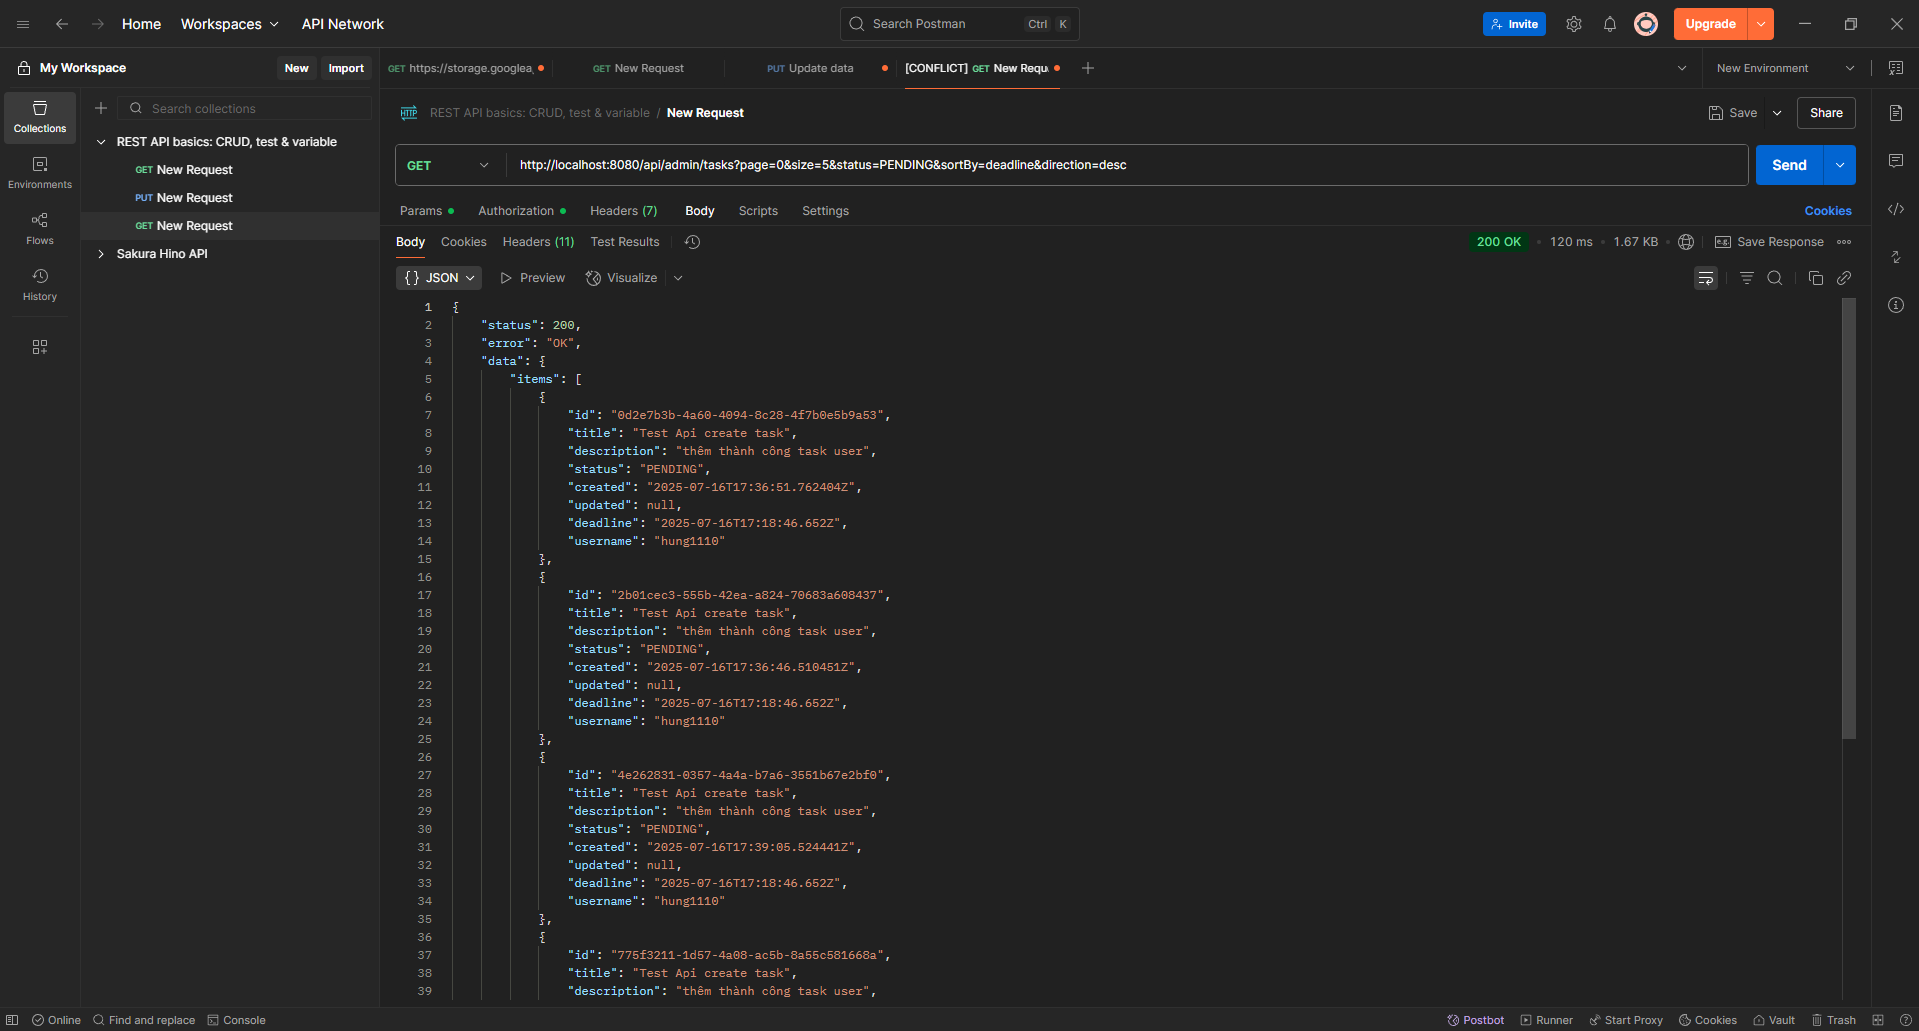 Home Workspaces API Network
Search Postman Ctrl K
Invite Upgrade
My Workspace New Import
GET https://storage.googlea
GET New Request
PUT Update data
[CONFLICT] GET New Requ
New Environment
Collections
Environments
Flows
History
Search collections
REST API basics: CRUD, test & variable
GET New Request
PUT New Request
GET New Request
Sakura Hino API
HTTP REST API basics: CRUD, test & variable / New Request
Save Share
GET http://localhost:8080/api/admin/tasks?page=0&size=5&status=PENDING&sortBy=deadline&direction=desc Send
Params Authorization Headers (7) Body Scripts Settings Cookies
Body Cookies Headers (11) Test Results
200 OK 120 ms 1.67 KB e.g. Save Response
{} JSON Preview Visualize
1 {
2 "status": 200,
3 "error": "OK",
4 "data": {
5 "items": [
6 {
7 "id": "0d2e7b3b-4a60-4094-8c28-4f7b0e5b9a53",
8 "title": "Test Api create task",
9 "description": "thêm thành công task user",
10 "status": "PENDING",
11 "created": "2025-07-16T17:36:51.762404Z",
12 "updated": null,
13 "deadline": "2025-07-16T17:18:46.652Z",
14 "username": "hung1110"
15 },
16 {
17 "id": "2b01cec3-555b-42ea-a824-70683a608437",
18 "title": "Test Api create task",
19 "description": "thêm thành công task user",
20 "status": "PENDING",
21 "created": "2025-07-16T17:36:46.510451Z",
22 "updated": null,
23 "deadline": "2025-07-16T17:18:46.652Z",
24 "username": "hung1110"
25 },
26 {
27 "id": "4e262831-0357-4a4a-b7a6-3551b67e2bf0",
28 "title": "Test Api create task",
29 "description": "thêm thành công task user",
30 "status": "PENDING",
31 "created": "2025-07-16T17:39:05.524441Z",
32 "updated": null,
33 "deadline": "2025-07-16T17:18:46.652Z",
34 "username": "hung1110"
35 },
36 {
37 "id": "775f3211-1d57-4a08-ac5b-8a55c581668a",
38 "title": "Test Api create task",
39 "description": "thêm thành công task user",
Online Find and replace Console
Postbot Runner Start Proxy Cookies Vault Trash